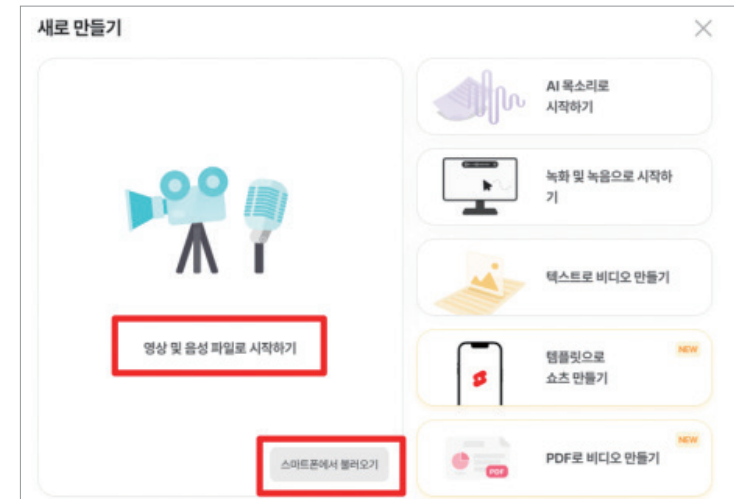 새로 만들기
영상 및 음성 파일로 시작하기
스마트폰에서 불러오기
AI 목소리로
시작하기
녹화 및 녹음으로 시작하
기
텍스트로 비디오 만들기
NEW
템플릿으로
쇼츠 만들기
NEW
PDF로 비디오 만들기
PDF